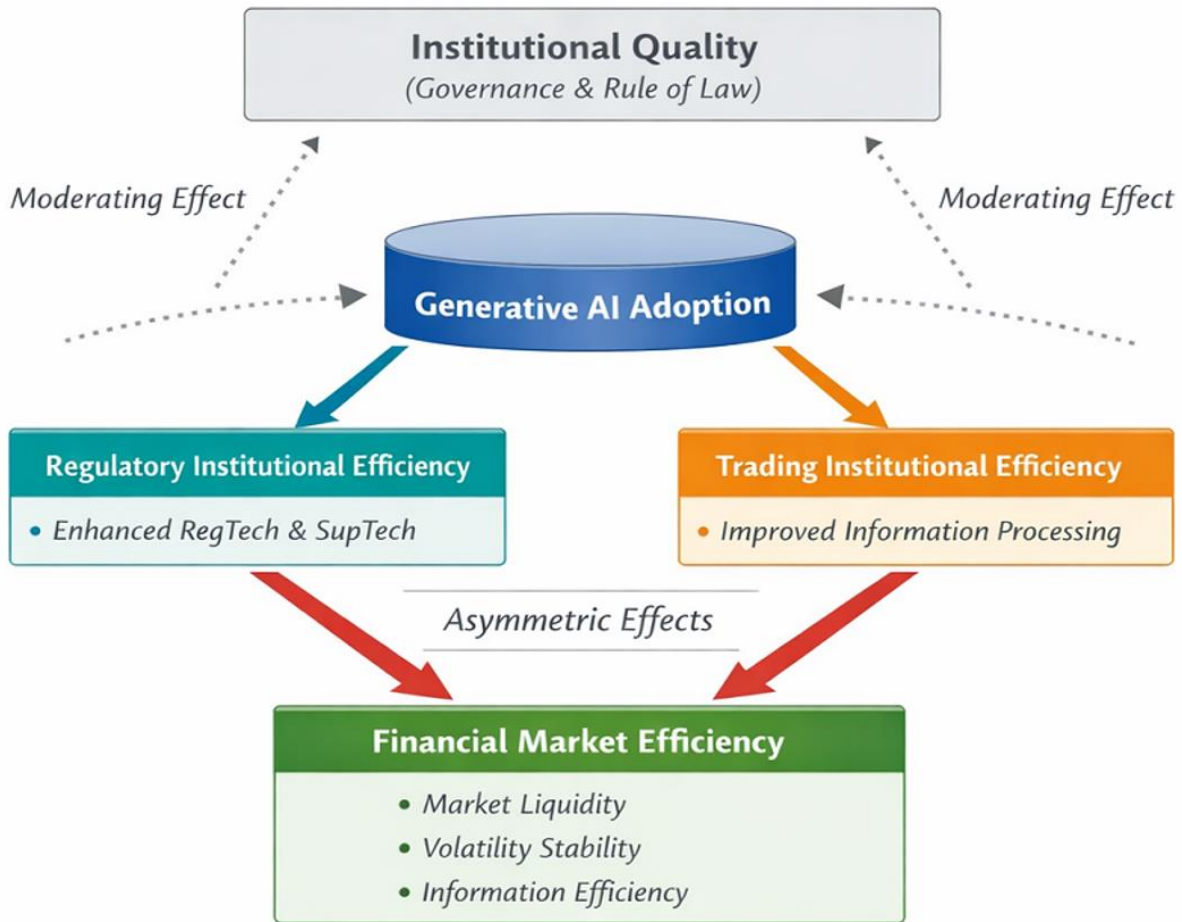 Institutional Quality
(Governance & Rule of Law)
Moderating Effect
Moderating Effect
Generative AI Adoption
Regulatory Institutional Efficiency
• Enhanced RegTech & SupTech
Trading Institutional Efficiency
• Improved Information Processing
Asymmetric Effects
Financial Market Efficiency
• Market Liquidity
• Volatility Stability
• Information Efficiency